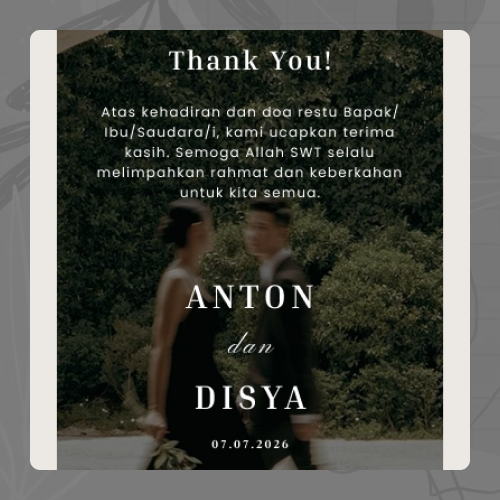 Thank You!
Atas kehadiran dan doa restu Bapak/
Ibu/Saudara/i, kami ucapkan terima
kasih. Semoga Allah SWT selalu
melimpahkan rahmat dan keberkahan
untuk kita semua.
ANTON
dan
DISYA
07.07.2026